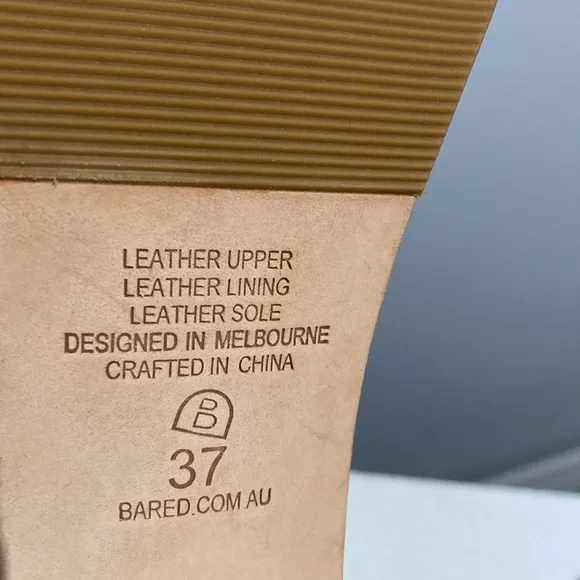 LEATHER UPPER
LEATHER LINING
LEATHER SOLE
DESIGNED IN MELBOURNE
CRAFTED IN CHINA
B
37
BARED.COM.AU